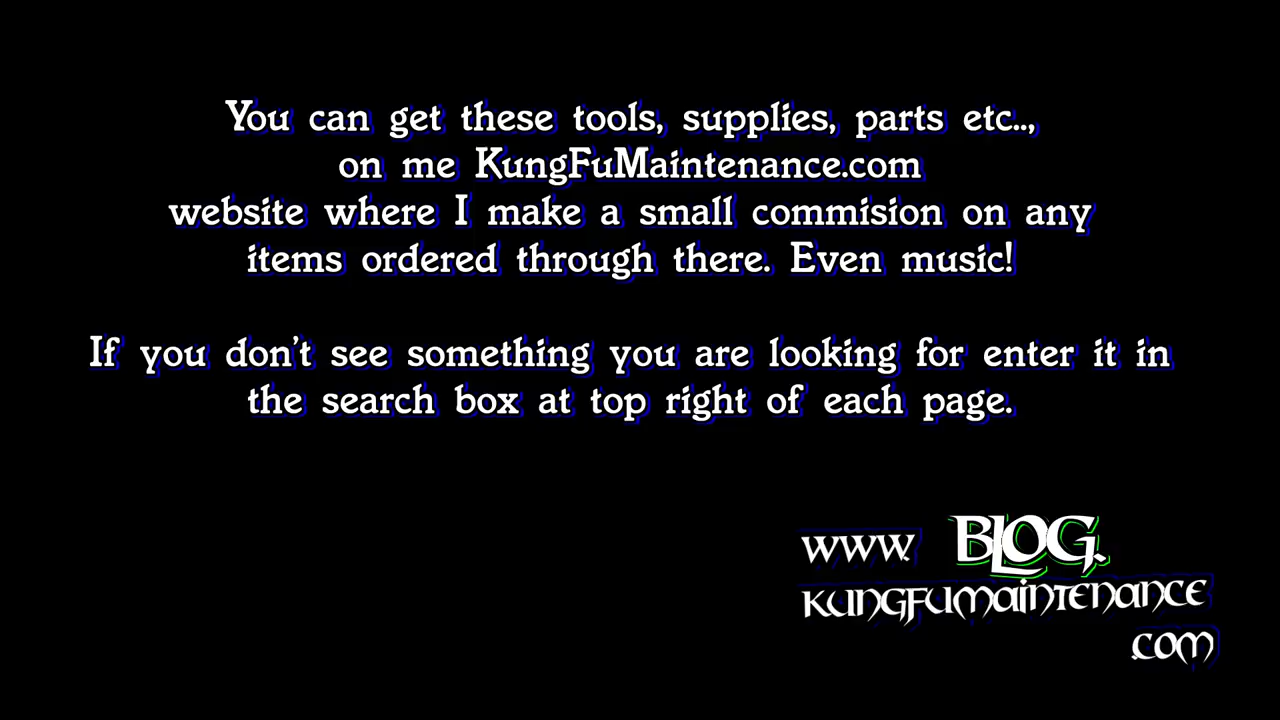 You can get these tools, supplies, parts etc..,
on me KungFuMaintenance.com
website where I make a small commision on any
items ordered through there. Even music!
If you don't see something you are looking for enter it in
the search box at top right of each page.
www. BLOG.
KUNGFUMAINTENANCE
.COM